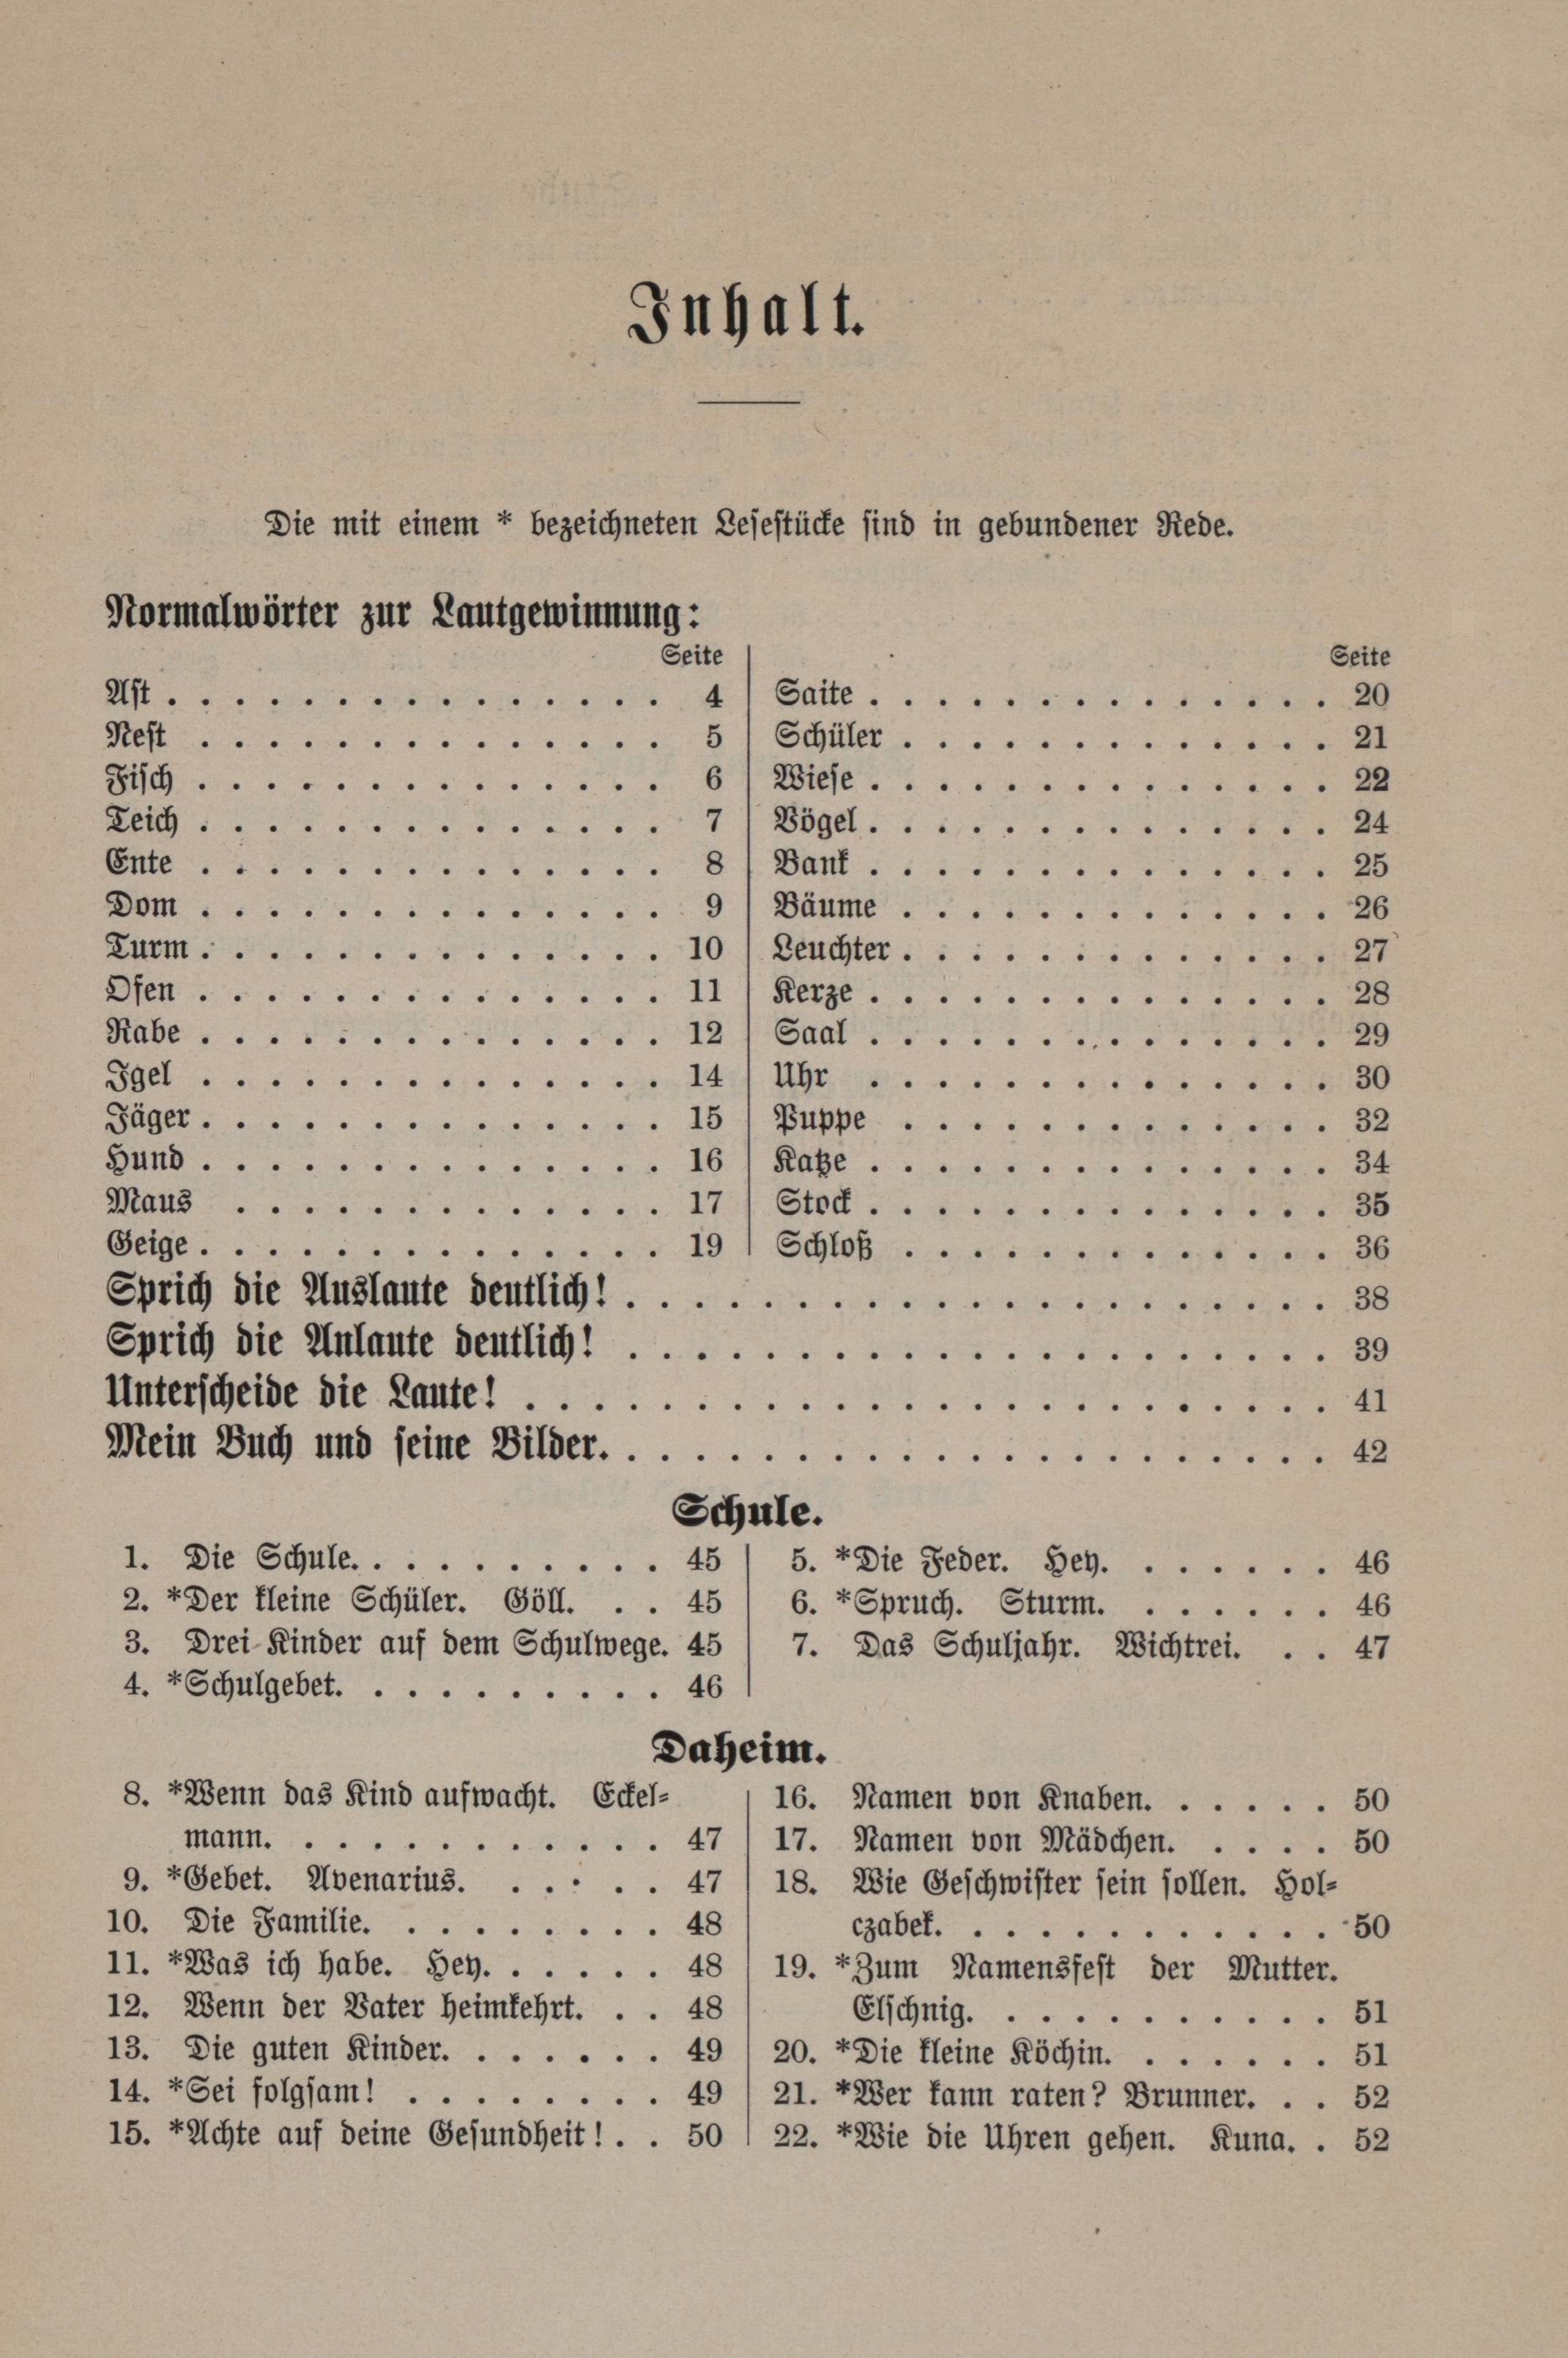 Inhalt.
Die mit einem * bezeichneten Lesestücke sind in gebundener Rede.
Normalwörter zur Lautgewinnung:
Seite
Ast . . . . . . . . . . . . . . . 4
Nest . . . . . . . . . . . . . . 5
Fisch . . . . . . . . . . . . . . 6
Teich . . . . . . . . . . . . . . 7
Ente . . . . . . . . . . . . . . 8
Dom . . . . . . . . . . . . . . 9
Turm . . . . . . . . . . . . . . 10
Ofen . . . . . . . . . . . . . . 11
Rabe . . . . . . . . . . . . . . 12
Igel . . . . . . . . . . . . . . 14
Jäger . . . . . . . . . . . . . . 15
Hund . . . . . . . . . . . . . . 16
Maus . . . . . . . . . . . . . 17
Geige . . . . . . . . . . . . . . 19
Seite
Saite . . . . . . . . . . . . . . 20
Schüler . . . . . . . . . . . . . 21
Wiese . . . . . . . . . . . . . . 22
Vögel . . . . . . . . . . . . . . 24
Bank . . . . . . . . . . . . . . 25
Bäume . . . . . . . . . . . . . 26
Leuchter . . . . . . . . . . . . . 27
Kerze . . . . . . . . . . . . . . 28
Saal . . . . . . . . . . . . . . 29
Uhr . . . . . . . . . . . . . . 30
Puppe . . . . . . . . . . . . . 32
Katze . . . . . . . . . . . . . . 34
Stock . . . . . . . . . . . . . . 35
Schloß . . . . . . . . . . . . . 36
Sprich die Auslaute deutlich! . . . . . . . . . . . . . . . . . . . . . 38
Sprich die Anlaute deutlich! . . . . . . . . . . . . . . . . . . . . . 39
Unterscheide die Laute! . . . . . . . . . . . . . . . . . . . . . . . . 41
Mein Buch und seine Bilder. . . . . . . . . . . . . . . . . . . . . . 42
Schule.
1. Die Schule. . . . . . . . . . 45
2. *Der kleine Schüler. Göll. . . 45
3. Drei Kinder auf dem Schulwege. 45
4. *Schulgebet. . . . . . . . . . 46
5. *Die Feder. Hey. . . . . . . 46
6. *Spruch. Sturm. . . . . . . 46
7. Das Schuljahr. Wichtrei. . . 47
Daheim.
8. *Wenn das Kind aufwacht. Eckel-
mann. . . . . . . . . . . . 47
9. *Gebet. Avenarius. . . . . . 47
10. Die Familie. . . . . . . . . 48
11. *Was ich habe. Hey. . . . . . 48
12. Wenn der Vater heimkehrt. . . 48
13. Die guten Kinder. . . . . . . 49
14. *Sei folgsam! . . . . . . . . 49
15. *Achte auf deine Gesundheit! . . 50
16. Namen von Knaben. . . . . . 50
17. Namen von Mädchen. . . . . 50
18. Wie Geschwister sein sollen. Hol-
czabek. . . . . . . . . . . . 50
19. *Zum Namensfest der Mutter.
Elschnig. . . . . . . . . . . 51
20. *Die kleine Köchin. . . . . . . 51
21. *Wer kann raten? Brunner. . . 52
22. *Wie die Uhren gehen. Kuna. . 52